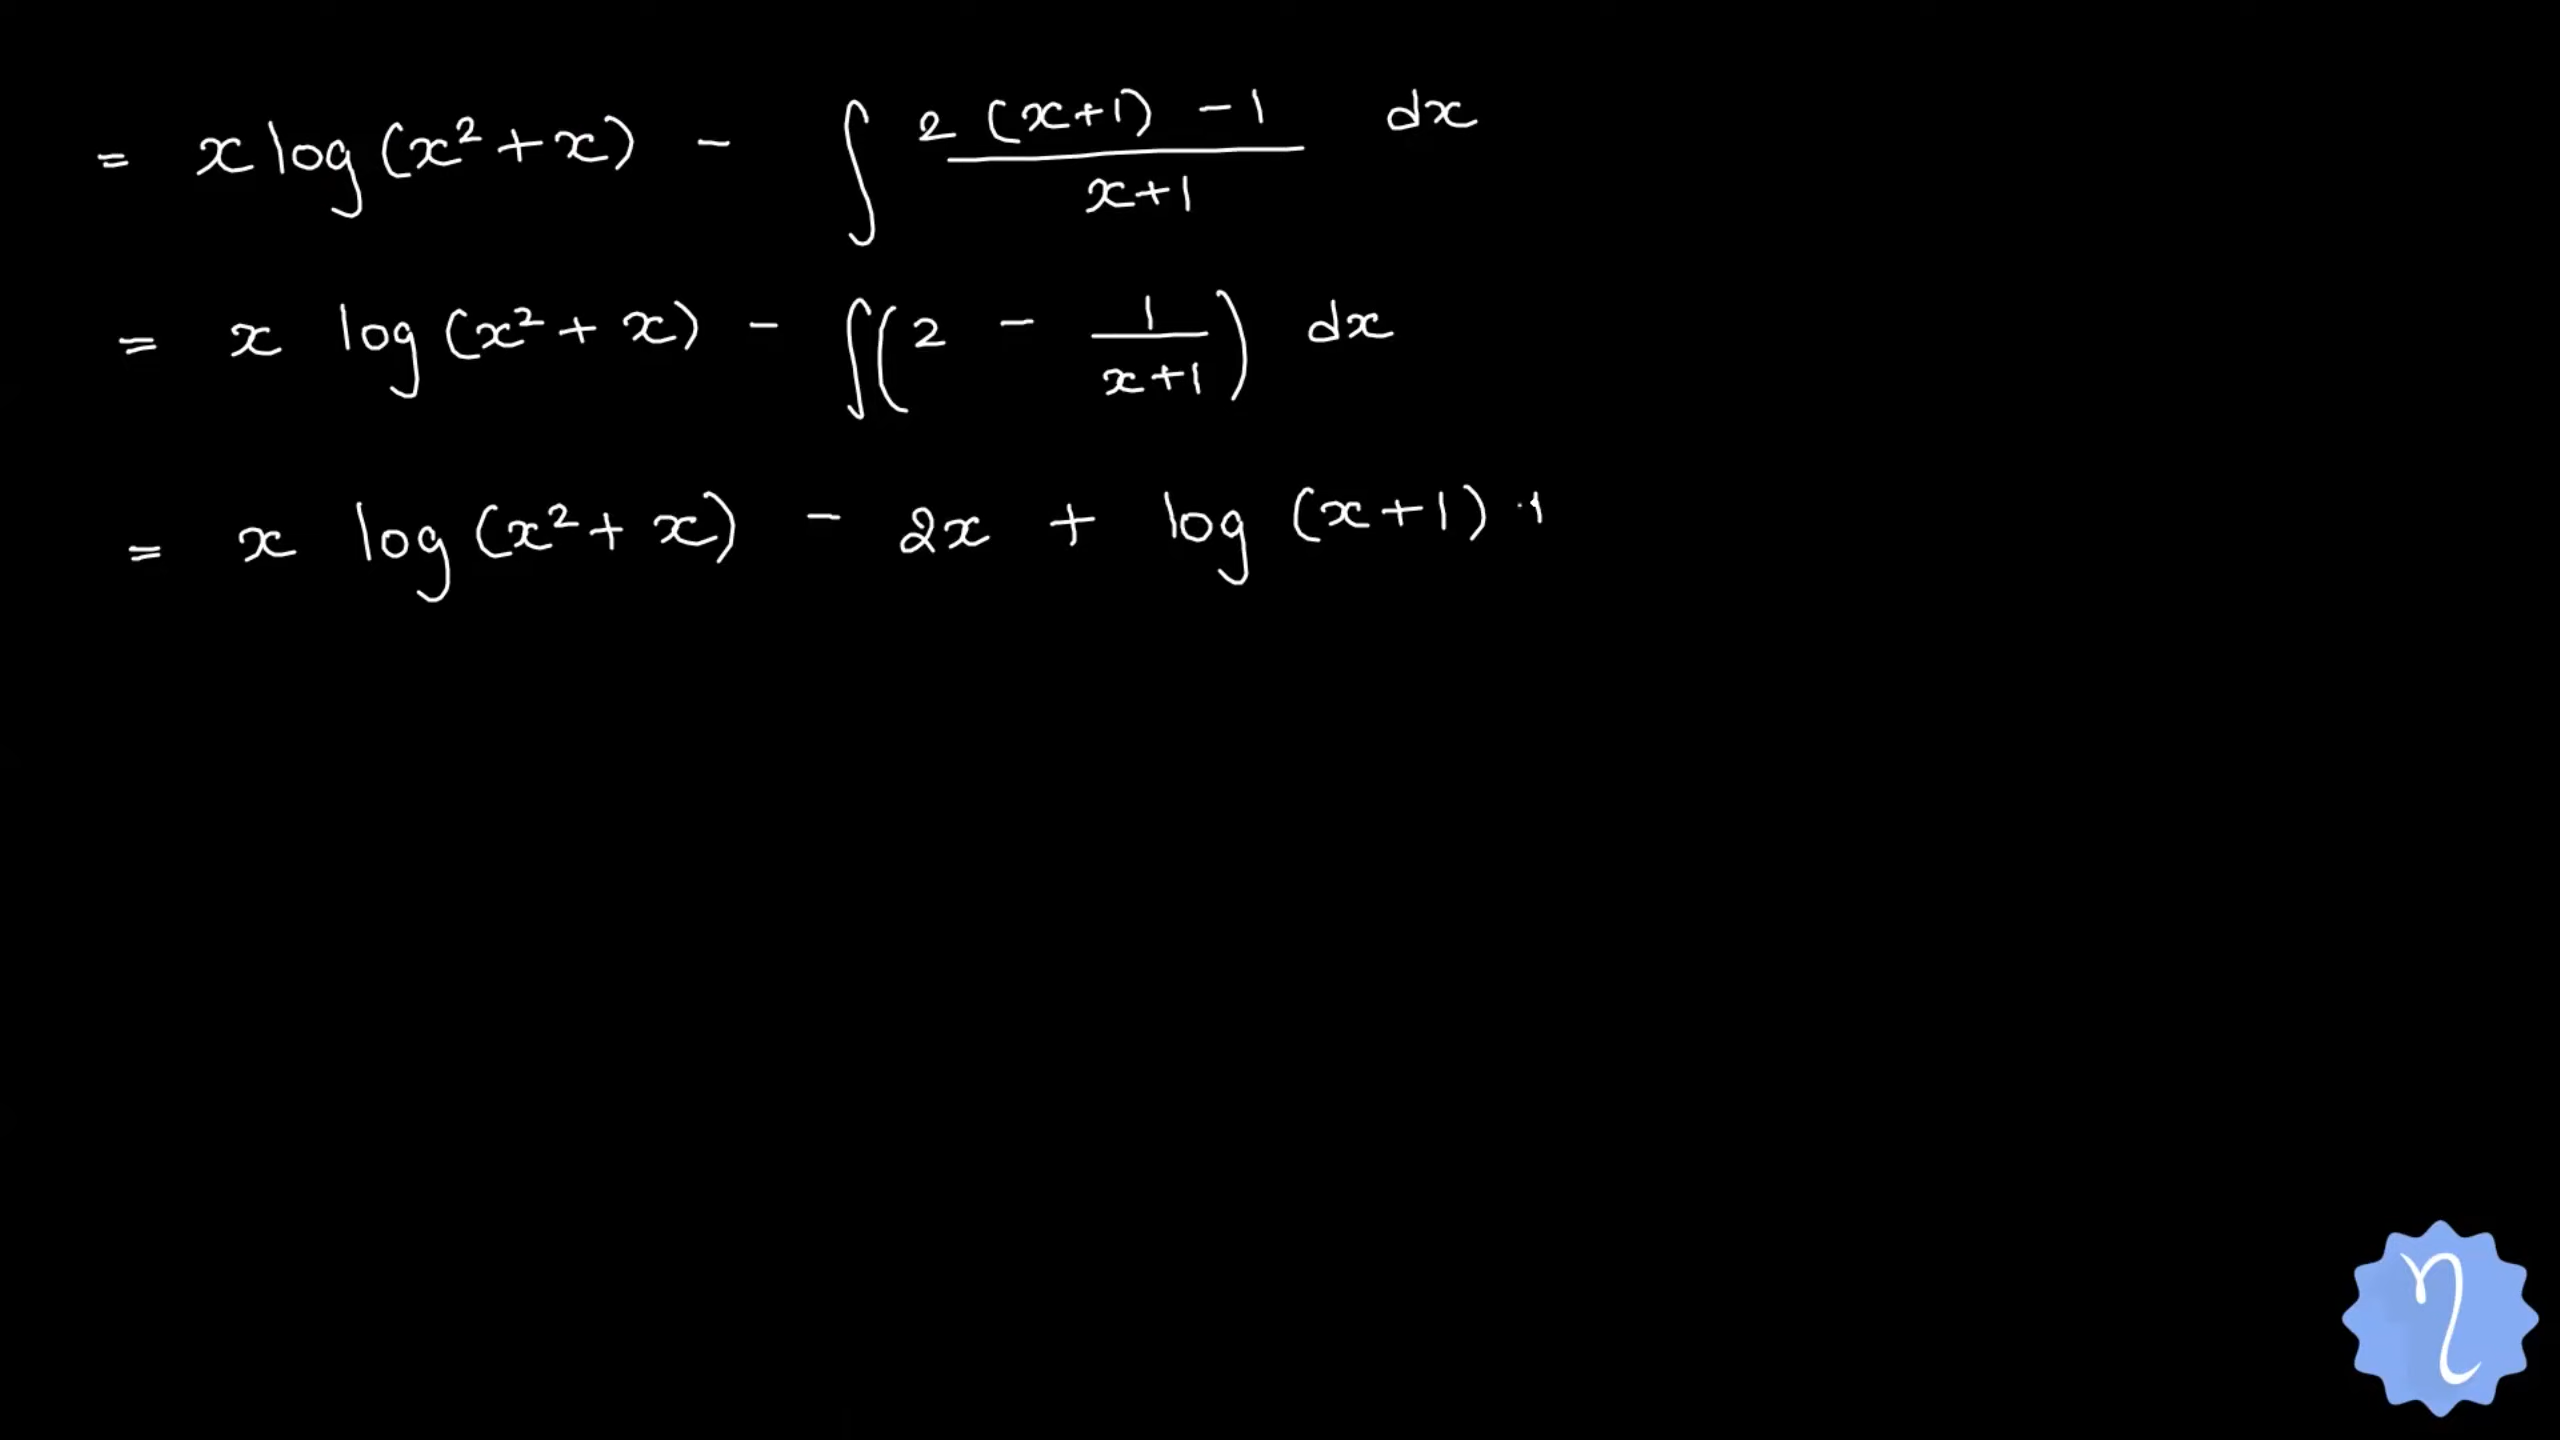 = x log (x² + x) - ∫ (2 (x+1) - 1)/(x+1) dx
= x log (x² + x) - ∫ (2 - 1/(x+1)) dx
= x log (x² + x) - 2x + log (x+1)